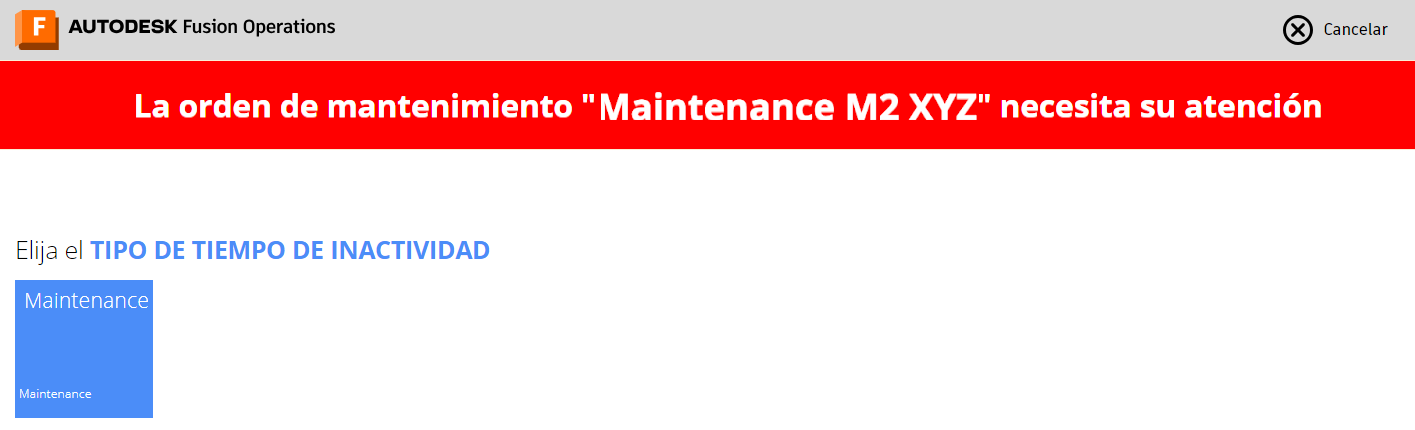 F AUTODESK Fusion Operations
Cancelar
La orden de mantenimiento "Maintenance M2 XYZ" necesita su atención
Elija el TIPO DE TIEMPO DE INACTIVIDAD
Maintenance
Maintenance